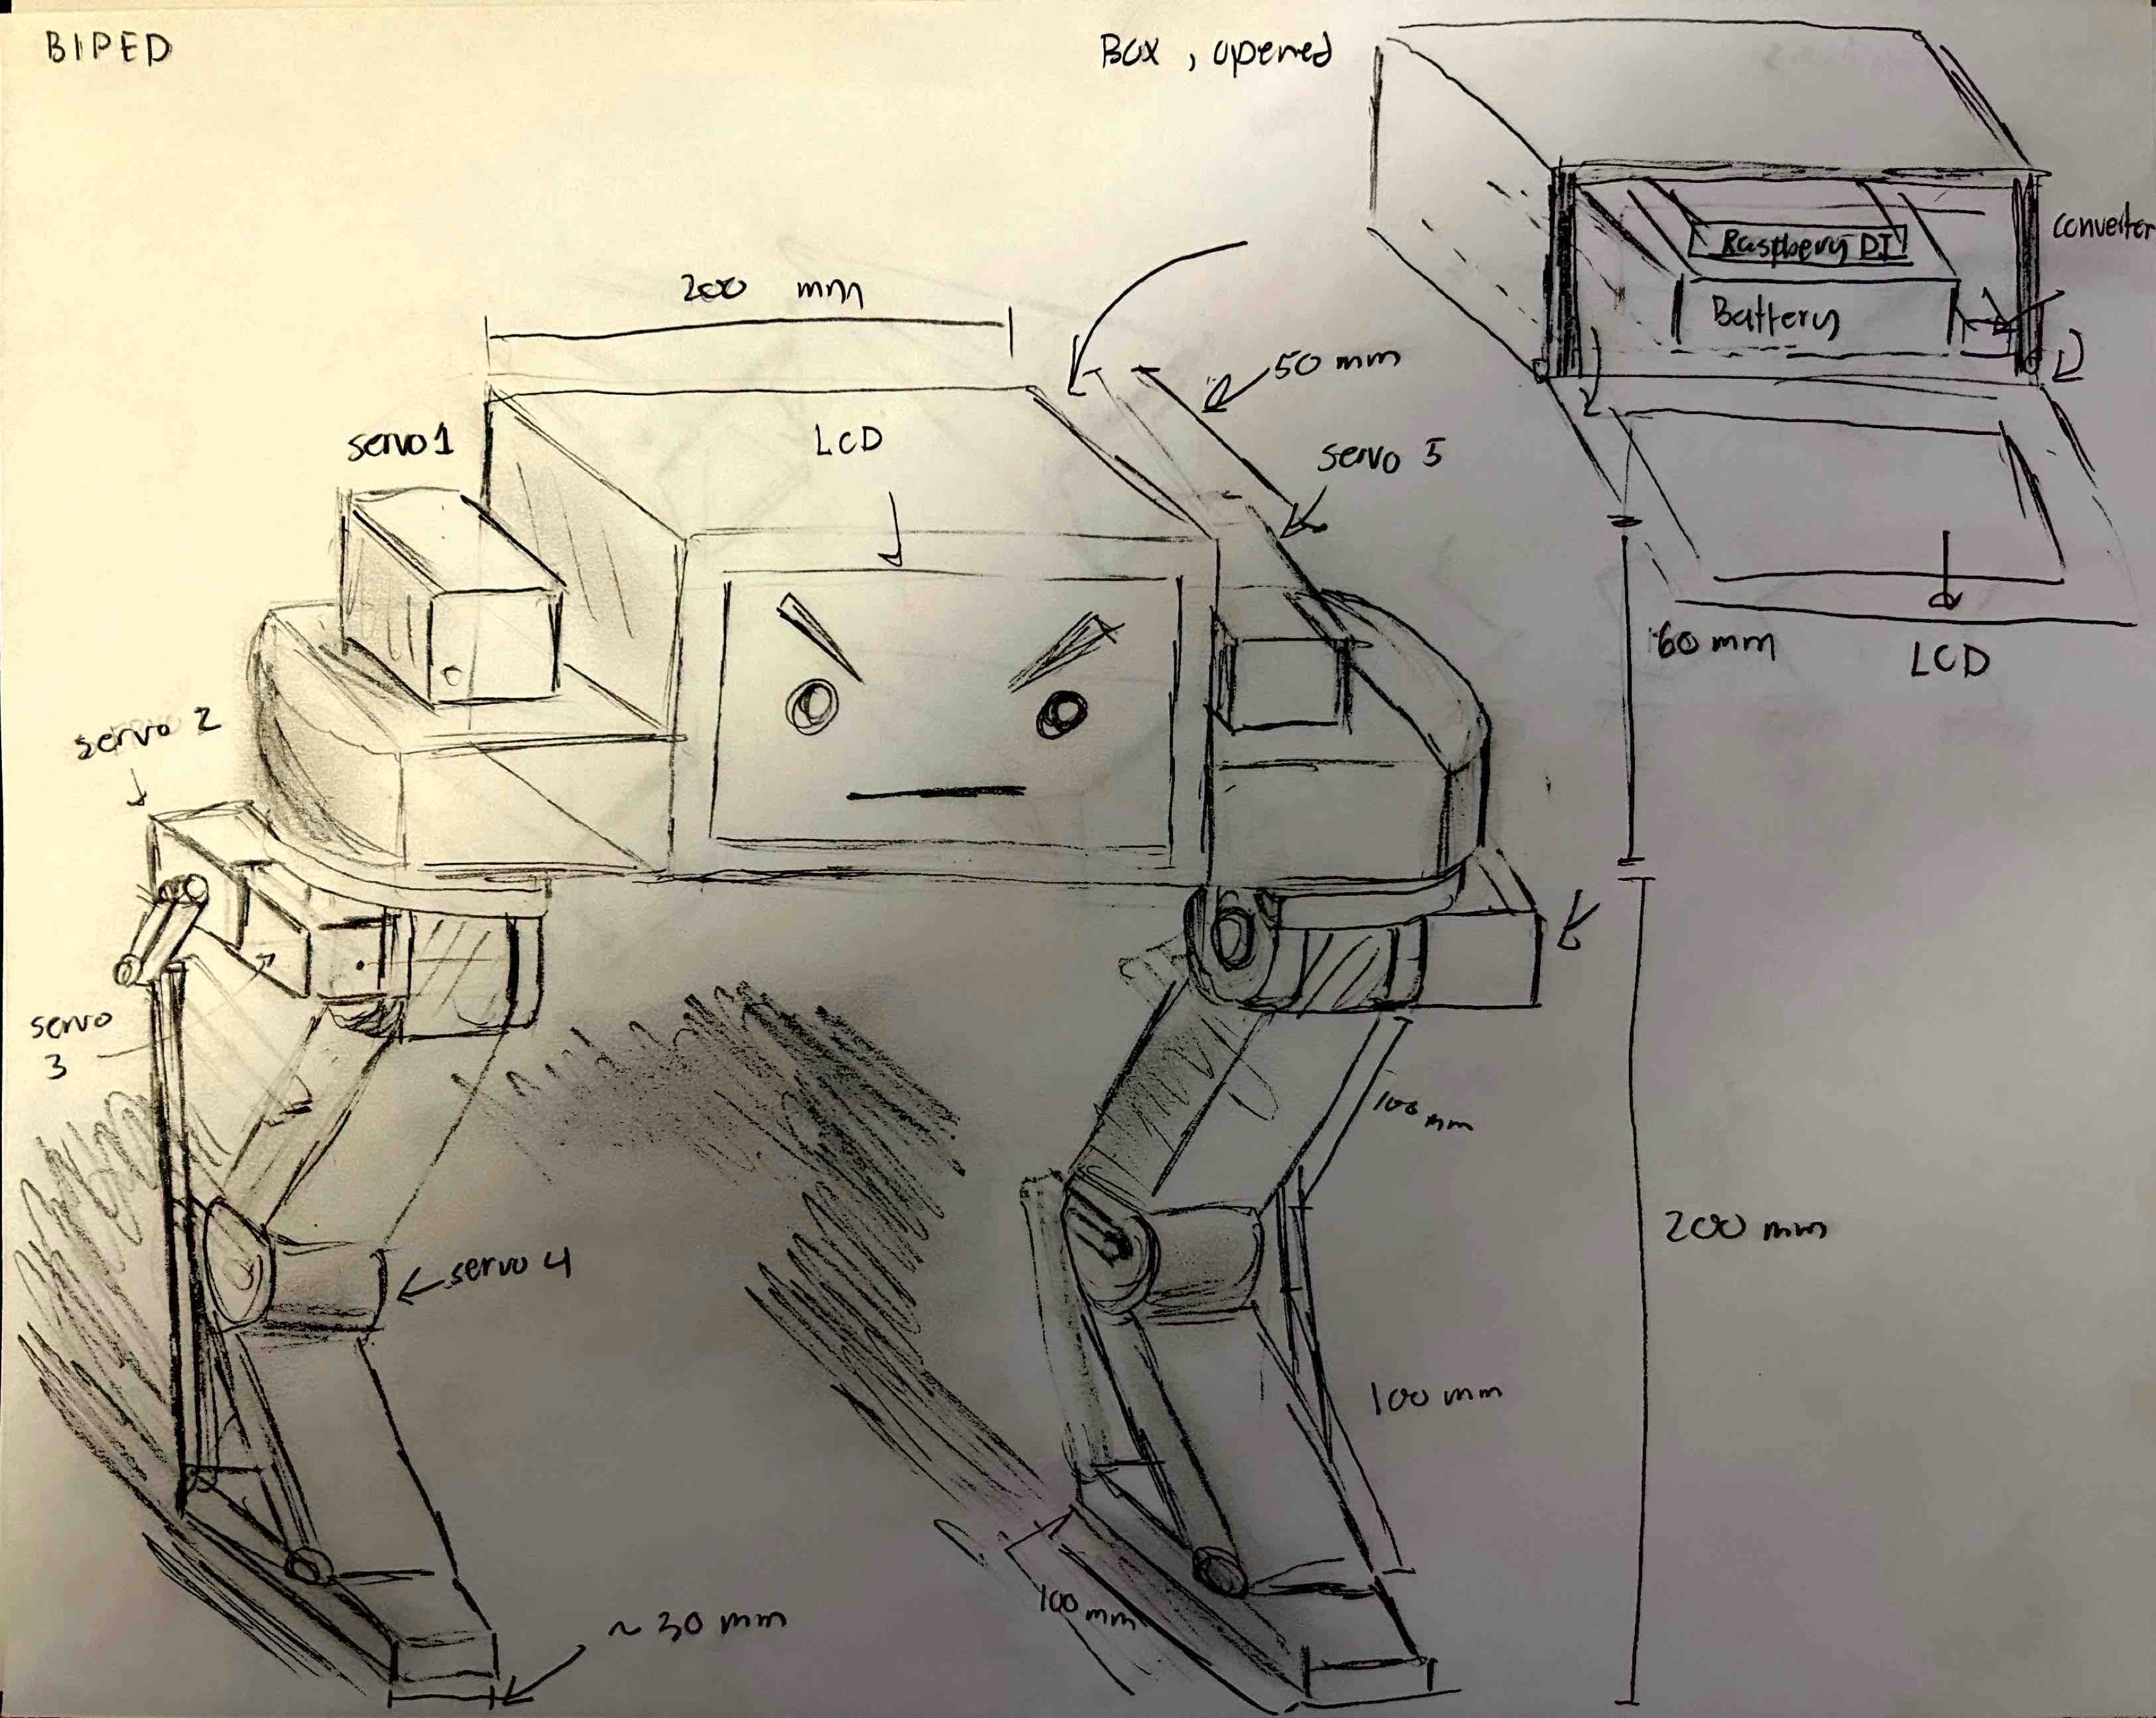 BIPED
Box, opened
converter
Raspberry PI
Battery
200 mm
50 mm
servo 1
LCD
servo 5
60 mm
LCD
servo 2
servo
3
100 mm
200 mm
servo 4
100 mm
100 mm
~ 30 mm